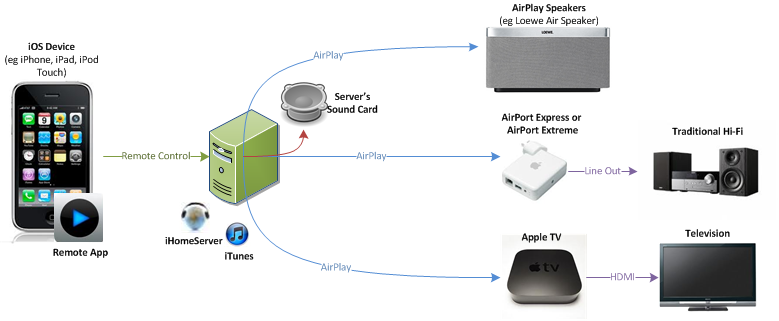 AirPlay Speakers
(eg Loewe Air Speaker)
LOEWE.
AirPlay
iOS Device
(eg iPhone, iPad, iPod
Touch)
Server's
Sound Card
AirPort Express or
AirPort Extreme
Traditional Hi-Fi
Remote Control
AirPlay
Line Out
iHomeServer
iTunes
Remote App
AirPlay
Apple TV
tv
HDMI
Television